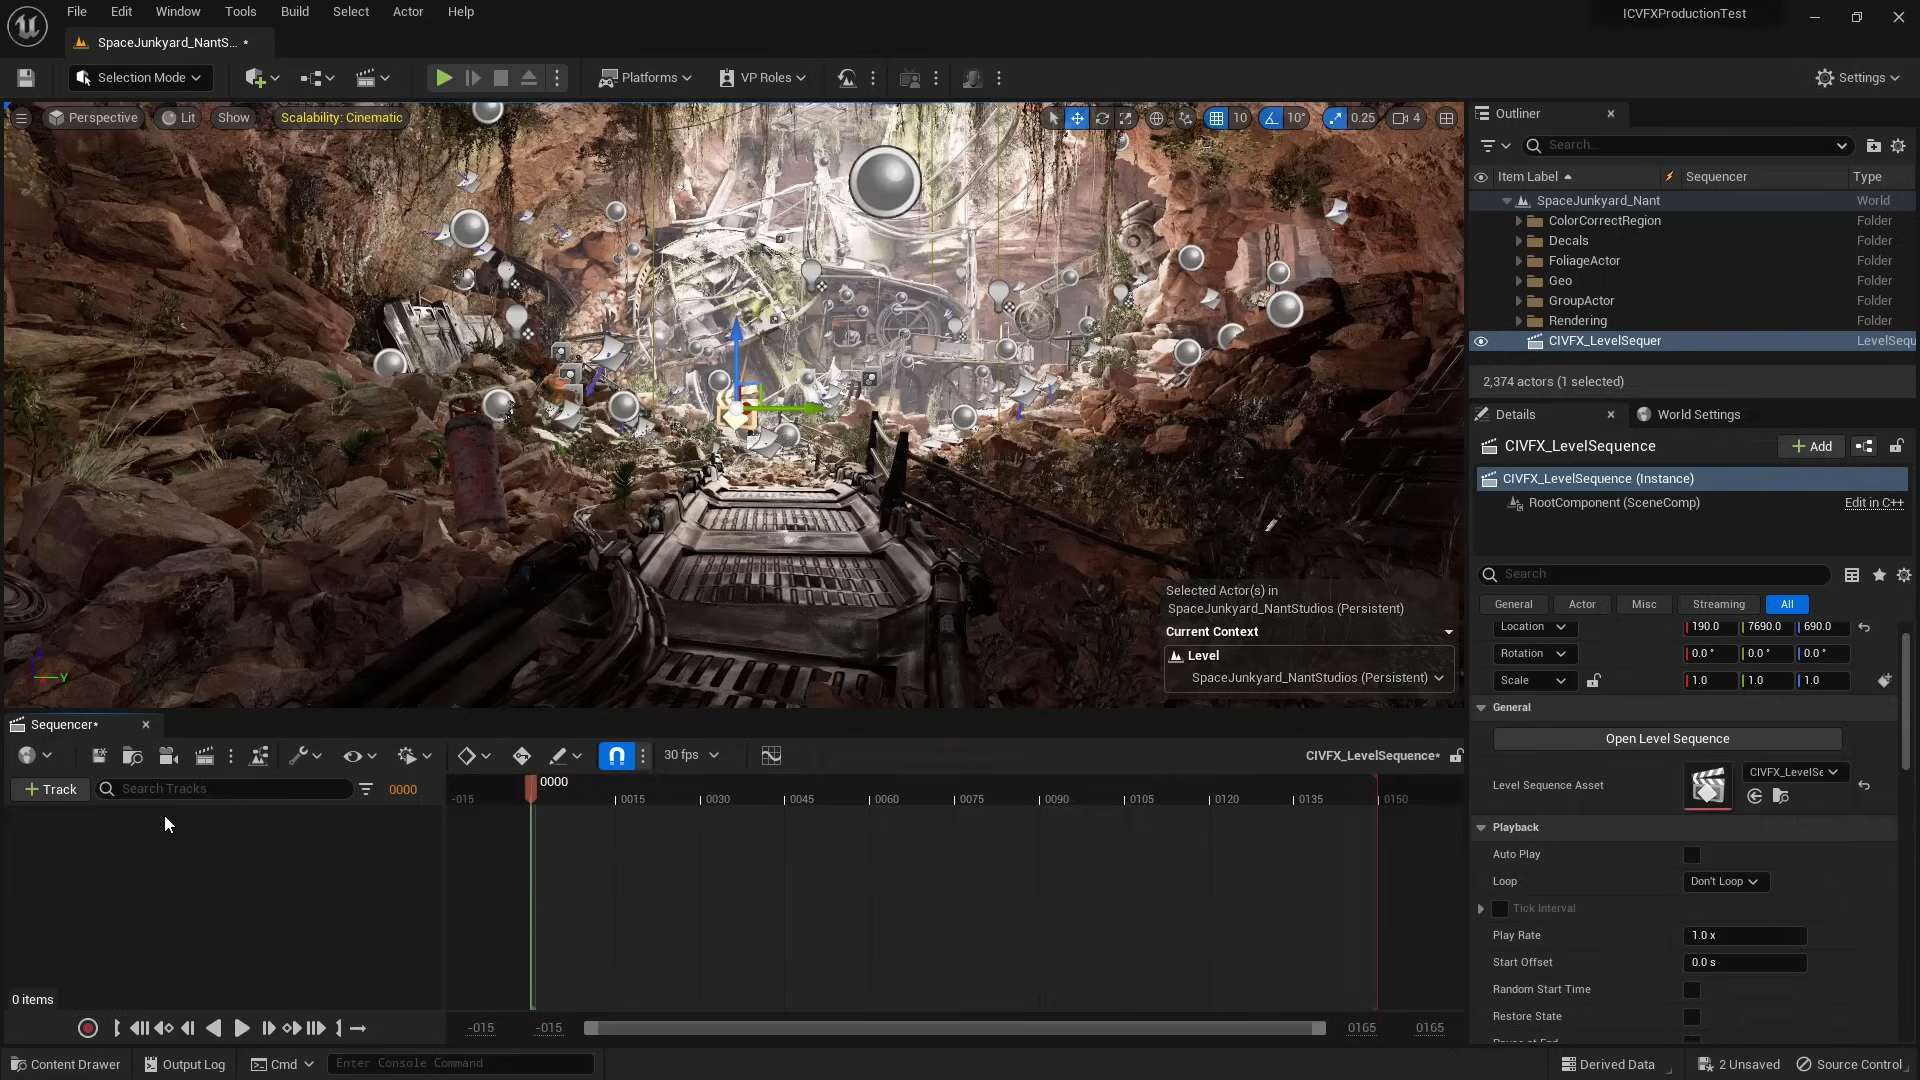 File Edit Window Tools Build Select Actor Help
ICVFXProductionTest
SpaceJunkyard_NantS... •
Selection Mode
Platforms
VP Roles
Settings
Perspective Lit Show Scalability: Cinematic
10 10° 0.25 4
Selected Actor(s) in
SpaceJunkyard_NantStudios (Persistent)
Current Context
Level
SpaceJunkyard_NantStudios (Persistent)
Outliner
Search...
Item Label Sequencer Type
SpaceJunkyard_Nant World
ColorCorrectRegion Folder
Decals Folder
FoliageActor Folder
Geo Folder
GroupActor Folder
Rendering Folder
CIVFX_LevelSequer LevelSequ
2,374 actors (1 selected)
Details World Settings
CIVFX_LevelSequence
Add
CIVFX_LevelSequence (Instance)
RootComponent (SceneComp) Edit in C++
Search
General Actor Misc Streaming All
Location 190.0 7690.0 690.0
Rotation 0.0 ° 0.0 ° 0.0 °
Scale 1.0 1.0 1.0
General
Open Level Sequence
Level Sequence Asset
CIVFX_LevelSe
Playback
Auto Play
Loop Don't Loop
Tick Interval
Play Rate 1.0 x
Start Offset 0.0 s
Random Start Time
Restore State
Sequencer*
30 fps
CIVFX_LevelSequence*
+ Track
Search Tracks
0000
0000
-015 0015 0030 0045 0060 0075 0090 0105 0120 0135 0150
0 items
-015 -015 0165 0165
Content Drawer Output Log Cmd Enter Console Command
Derived Data 2 Unsaved Source Control